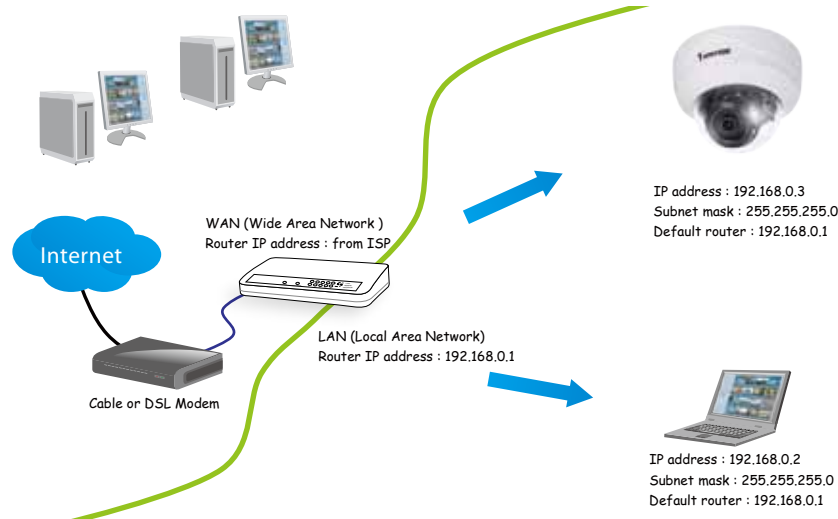 Internet
WAN (Wide Area Network )
Router IP address : from ISP
LAN (Local Area Network)
Router IP address : 192.168.0.1
Cable or DSL Modem
IP address : 192.168.0.3
Subnet mask : 255.255.255.0
Default router : 192.168.0.1
IP address : 192.168.0.2
Subnet mask : 255.255.255.0
Default router : 192.168.0.1